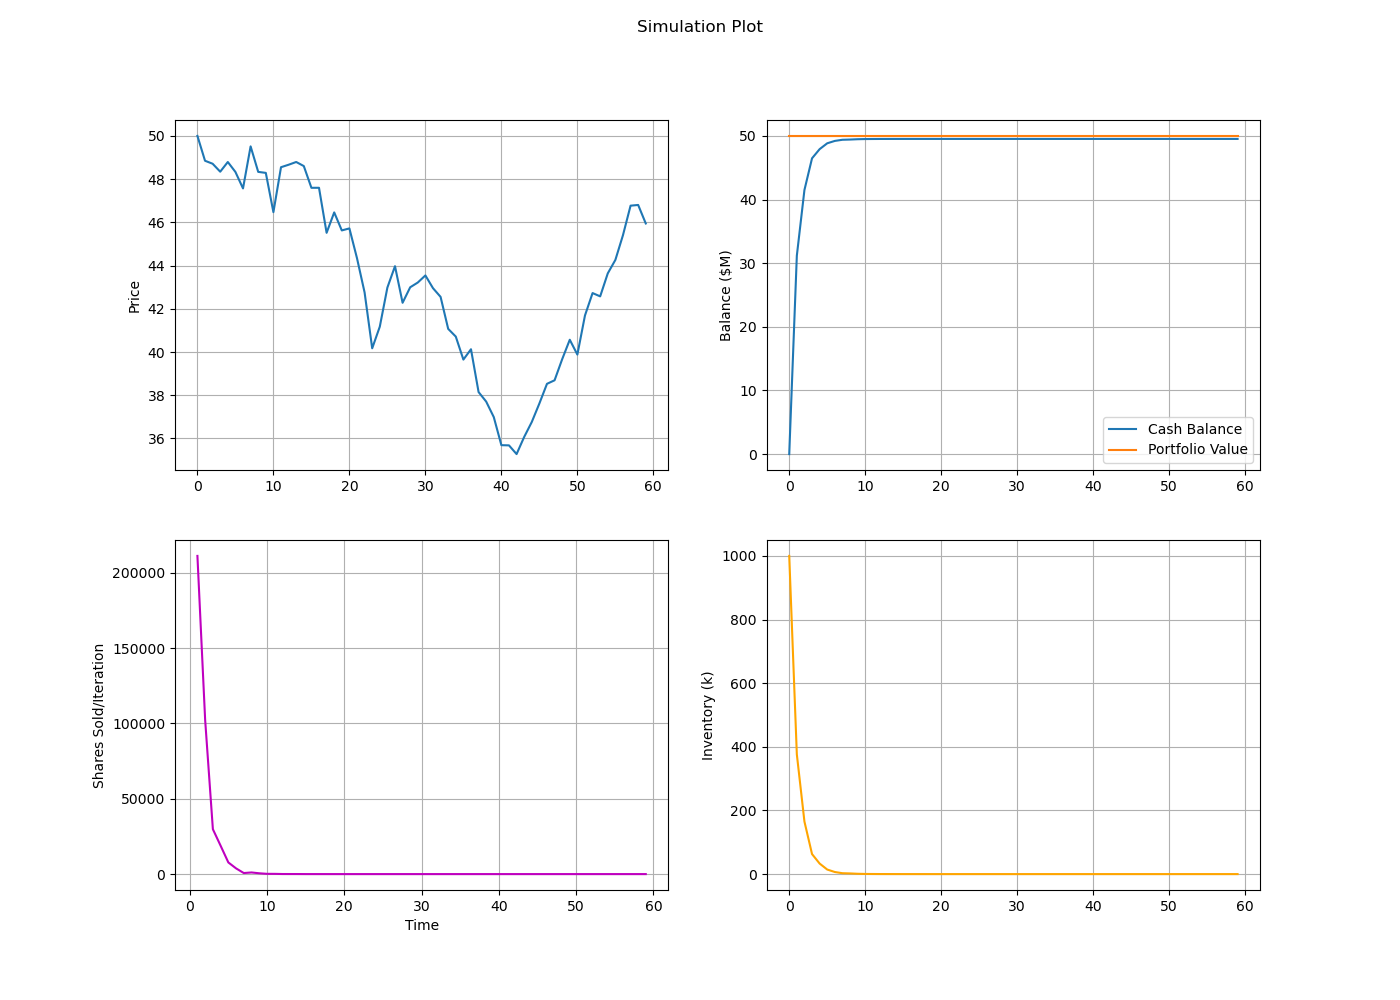 Simulation Plot
Price
50
48
46
44
42
40
38
36
0 10 20 30 40 50 60
Balance ($M)
50
40
30
20
10
0
Cash Balance
Portfolio Value
0 10 20 30 40 50 60
Shares Sold/Iteration
200000
150000
100000
50000
0
0 10 20 30 40 50 60
Time
Inventory (k)
1000
800
600
400
200
0
0 10 20 30 40 50 60